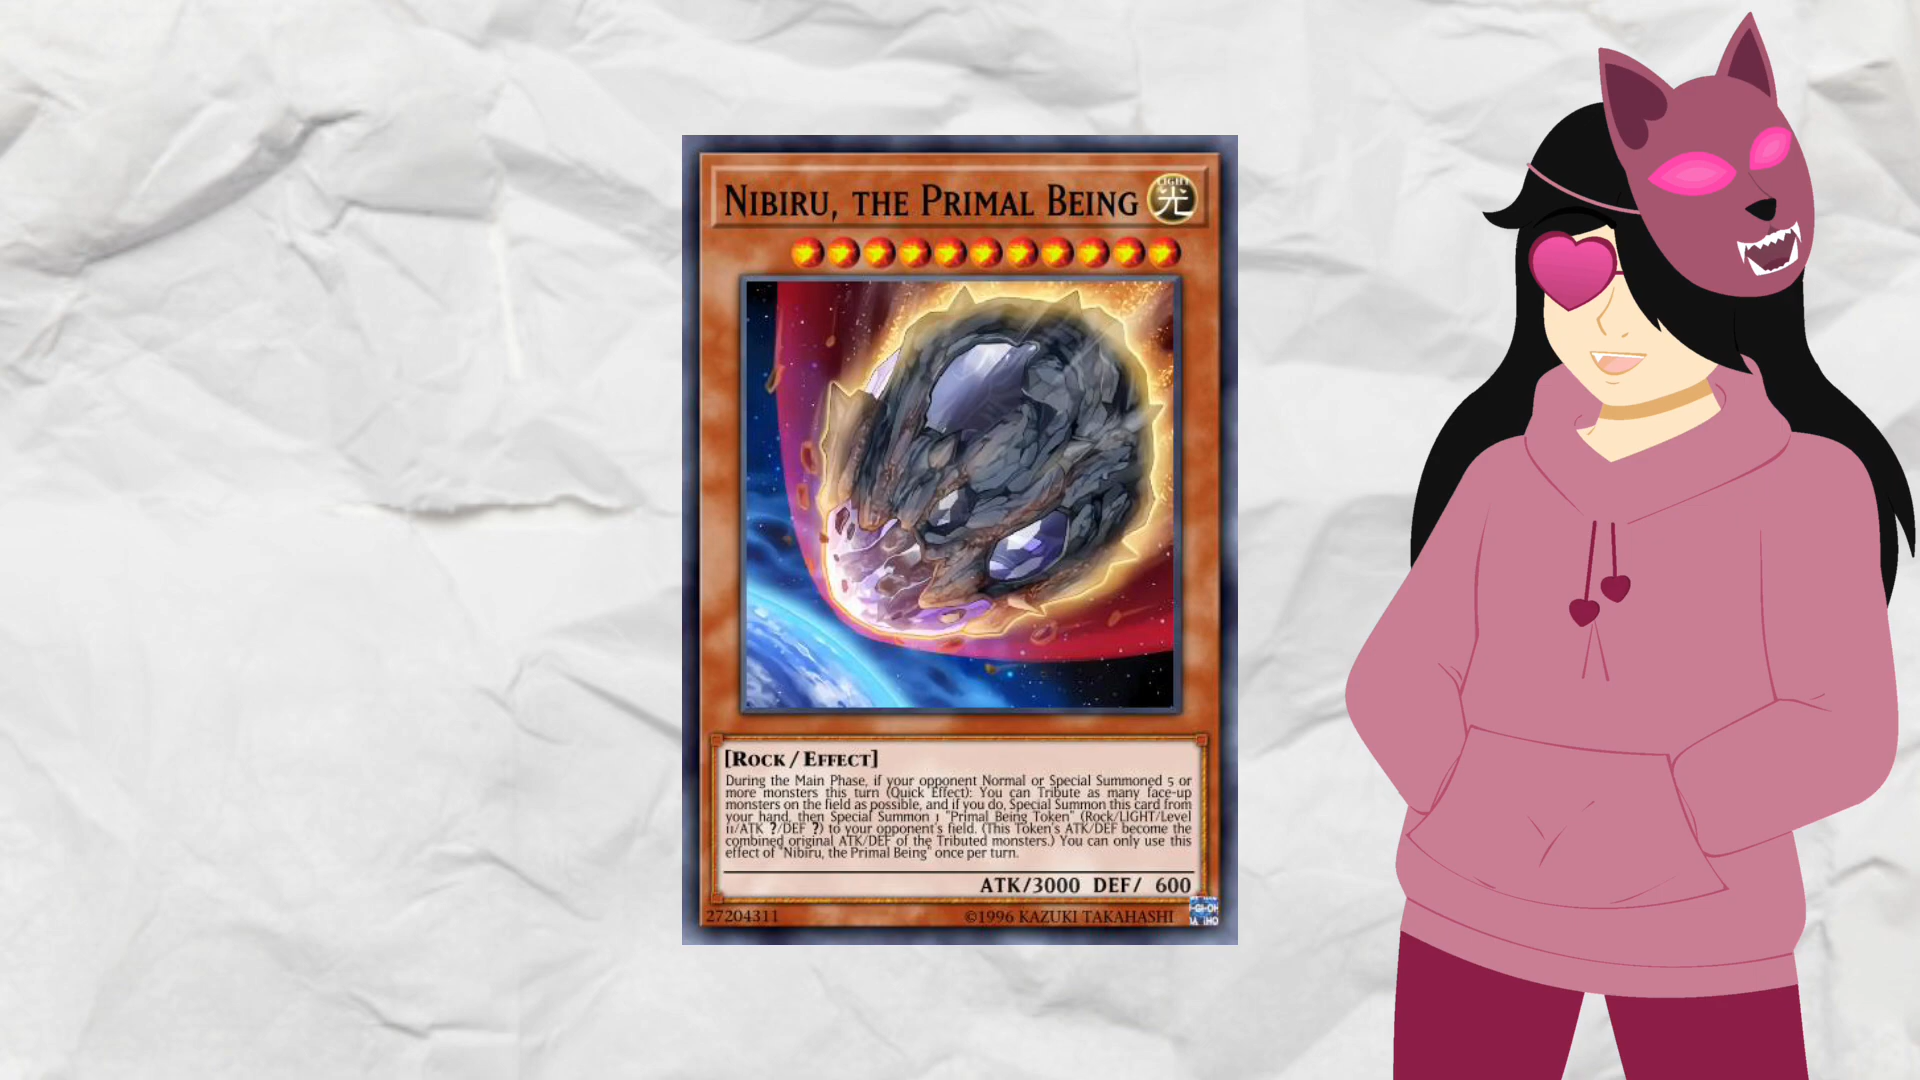 NIBIRU, THE PRIMAL BEING
LIGHT
光
[ROCK / EFFECT]
During the Main Phase, if your opponent Normal or Special Summoned 5 or
more monsters this turn (Quick Effect): You can Tribute as many face-up
monsters on the field as possible, and if you do, Special Summon this card from
your hand, then Special Summon 1 "Primal Being Token" (Rock/LIGHT/Level
11/ATK ?/DEF ?) to your opponent's field. (This Token's ATK/DEF become the
combined original ATK/DEF of the Tributed monsters.) You can only use this
effect of "Nibiru, the Primal Being" once per turn.
ATK/3000 DEF/ 600
27204311
©1996 KAZUKI TAKAHASHI